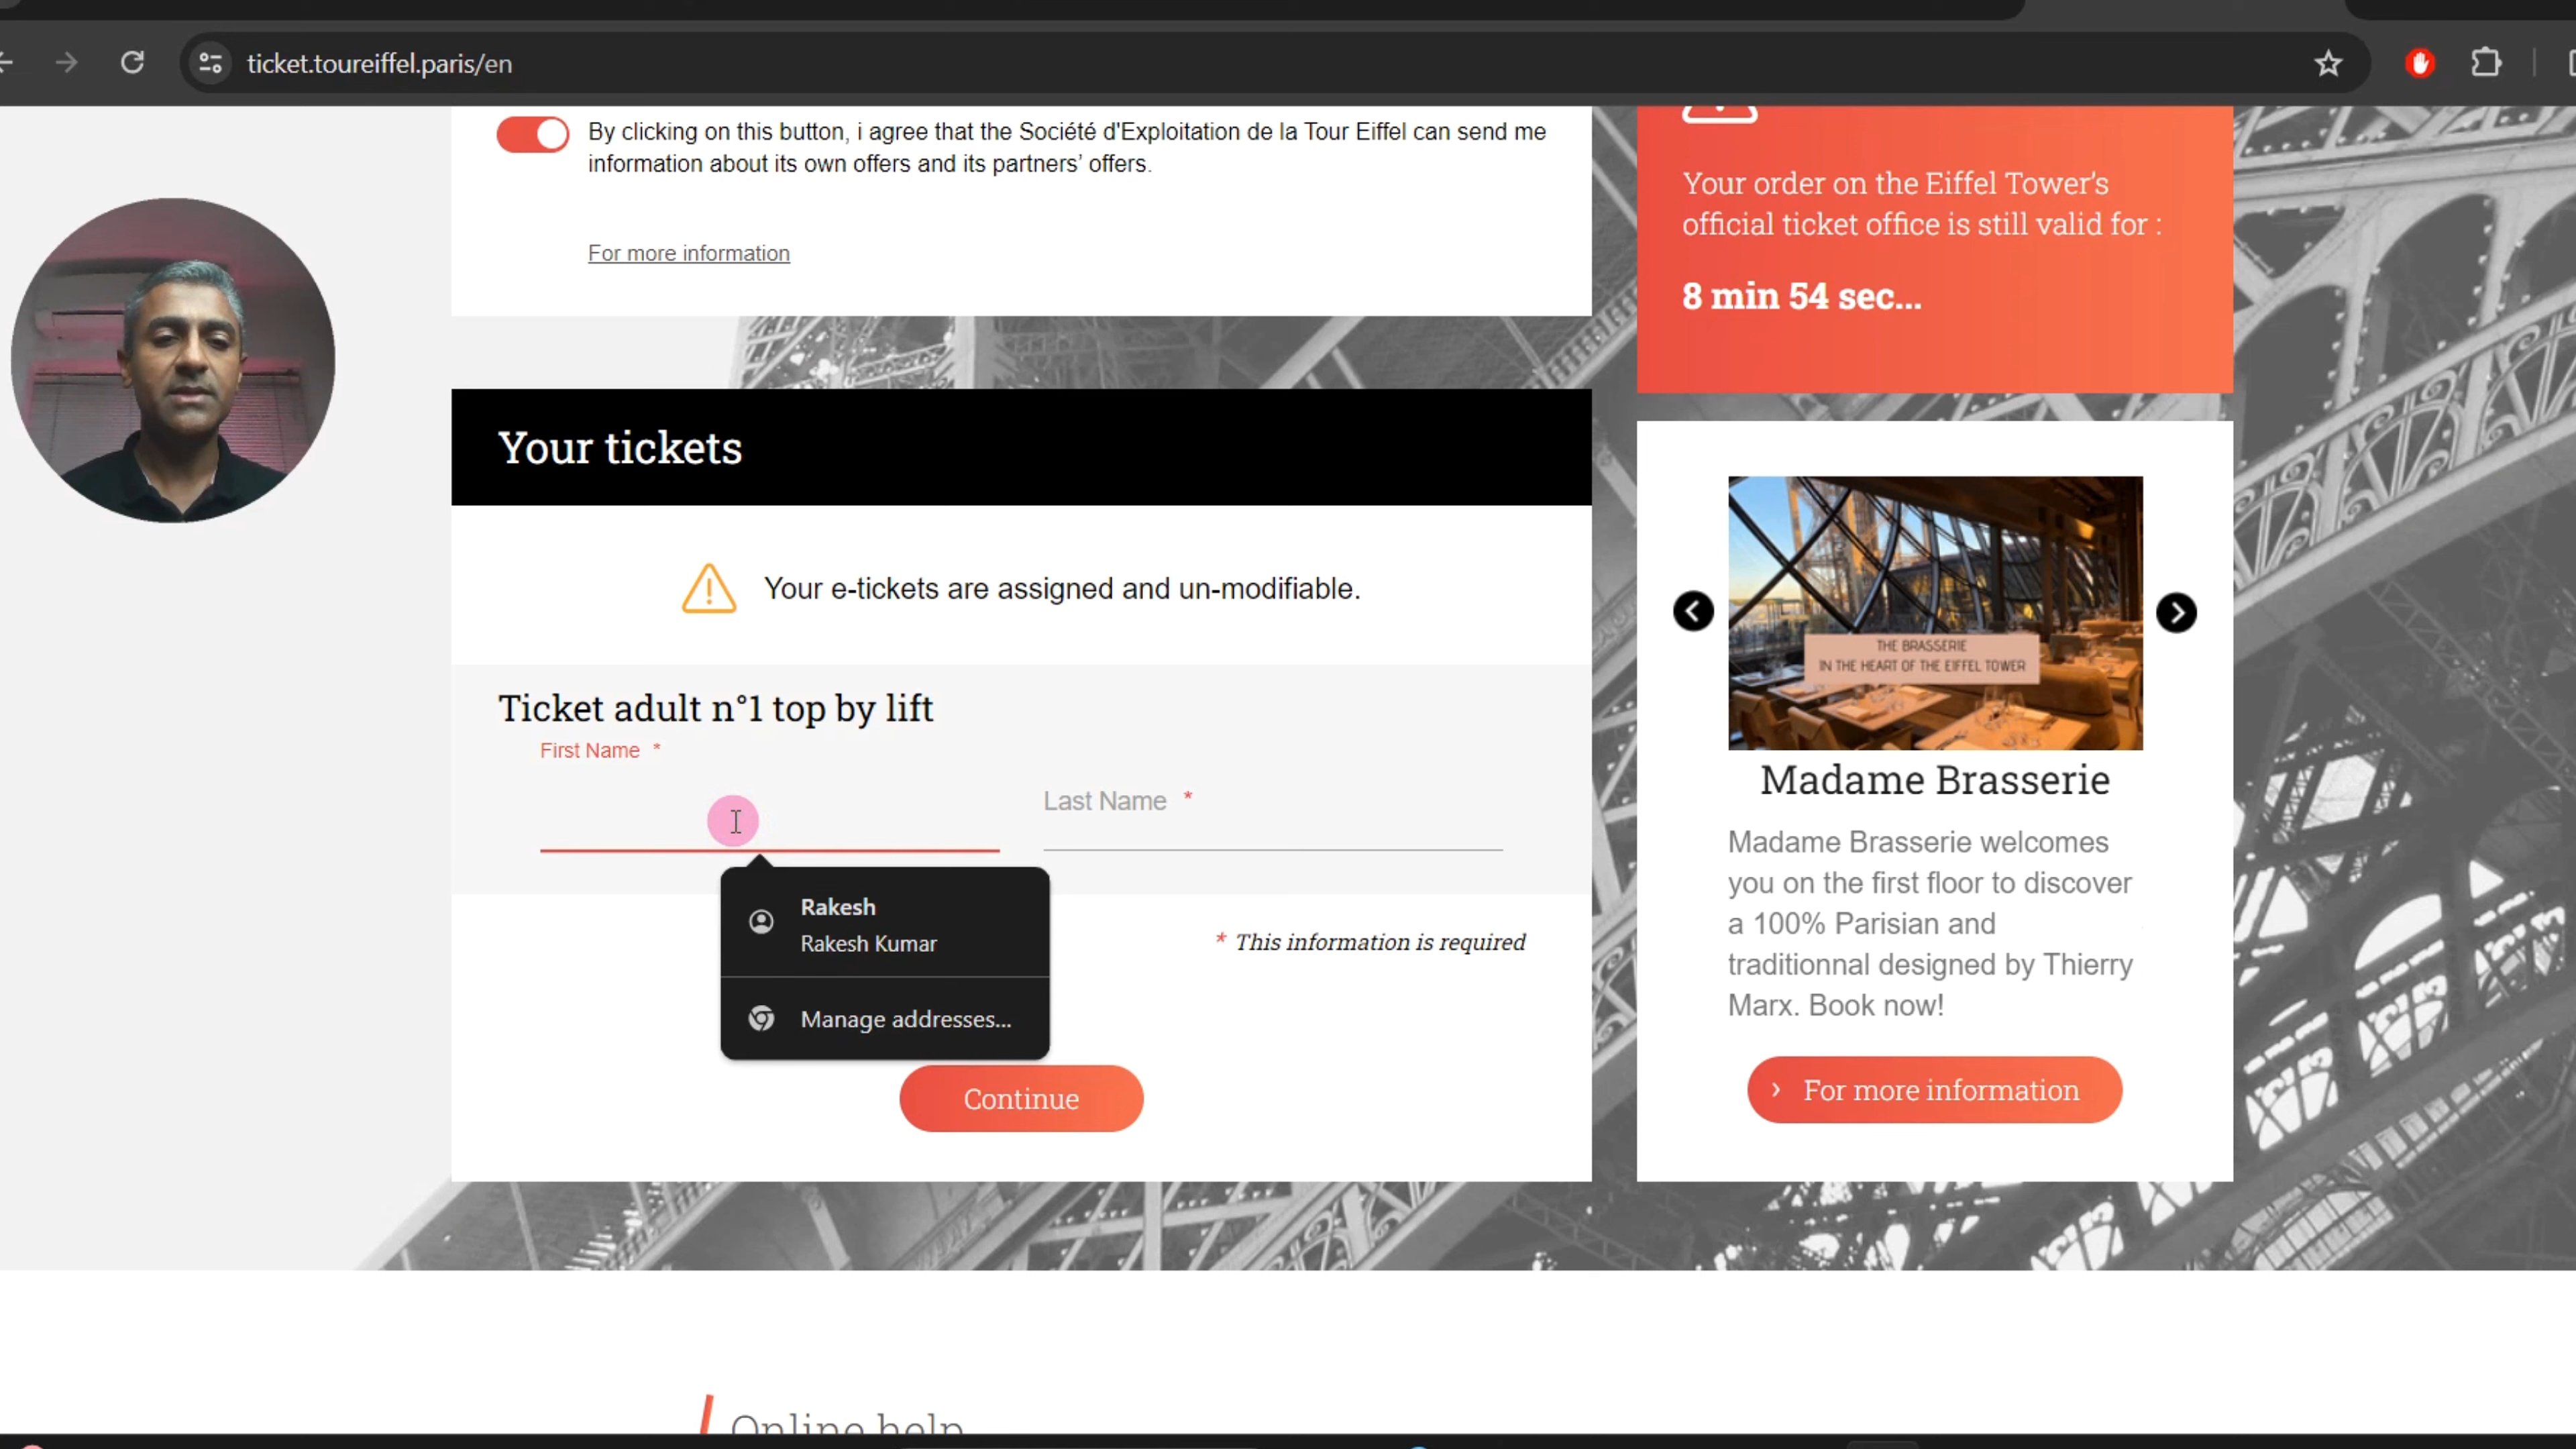 ticket.toureiffel.paris/en
By clicking on this button, i agree that the Société d'Exploitation de la Tour Eiffel can send me
information about its own offers and its partners’ offers.
For more information
Your order on the Eiffel Tower’s
official ticket office is still valid for :
8 min 54 sec...
Your tickets
Your e-tickets are assigned and un-modifiable.
Ticket adult n°1 top by lift
First Name *
Last Name *
Rakesh
Rakesh Kumar
Manage addresses...
* This information is required
Continue
THE BRASSERIE
IN THE HEART OF THE EIFFEL TOWER
Madame Brasserie
Madame Brasserie welcomes
you on the first floor to discover
a 100% Parisian and
traditionnal designed by Thierry
Marx. Book now!
For more information
Online help